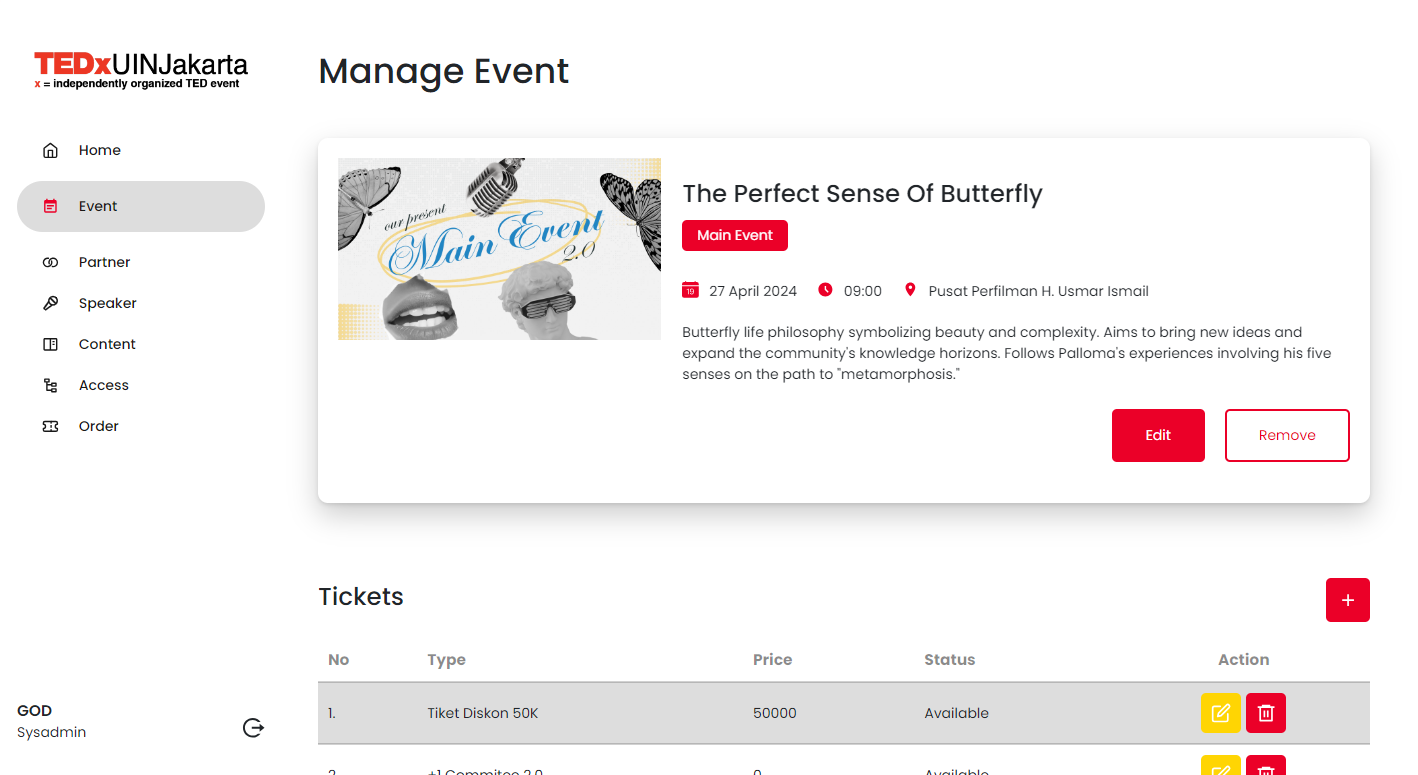 TEDxUINJakarta
x = independently organized TED event
Home
Event
Partner
Speaker
Content
Access
Order
GOD
Sysadmin
Manage Event
our present
Main Event
2.0
The Perfect Sense Of Butterfly
Main Event
19 27 April 2024 09:00 Pusat Perfilman H. Usmar Ismail
Butterfly life philosophy symbolizing beauty and complexity. Aims to bring new ideas and
expand the community's knowledge horizons. Follows Palloma's experiences involving his five
senses on the path to "metamorphosis."
Edit Remove
Tickets
+
No Type Price Status Action
1. Tiket Diskon 50K 50000 Available
2. +1 Commitee 2.0 0 Available